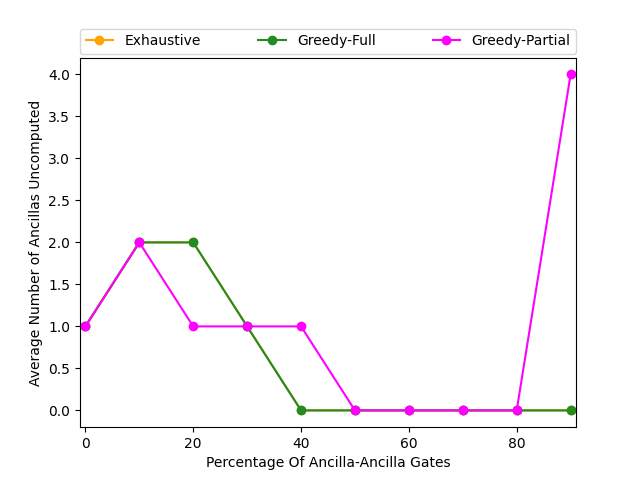 Exhaustive Greedy-Full Greedy-Partial
4.0
3.5
3.0
2.5
2.0
1.5
1.0
0.5
0.0
Average Number of Ancillas Uncomputed
0 20 40 60 80
Percentage Of Ancilla-Ancilla Gates